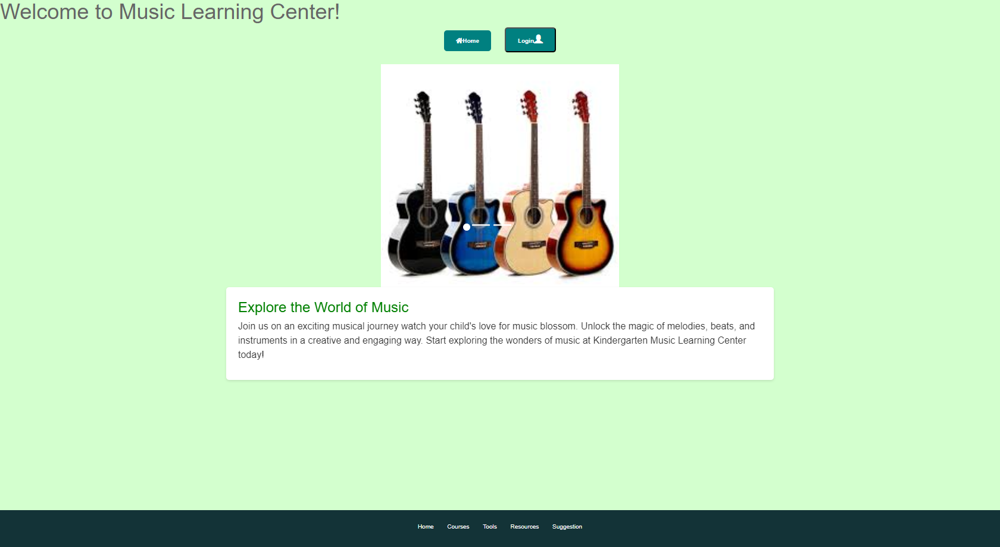 Welcome to Music Learning Center!
Home Login
Explore the World of Music
Join us on an exciting musical journey watch your child's love for music blossom. Unlock the magic of melodies, beats, and
instruments in a creative and engaging way. Start exploring the wonders of music at Kindergarten Music Learning Center
today!
Home Courses Tools Resources Suggestion